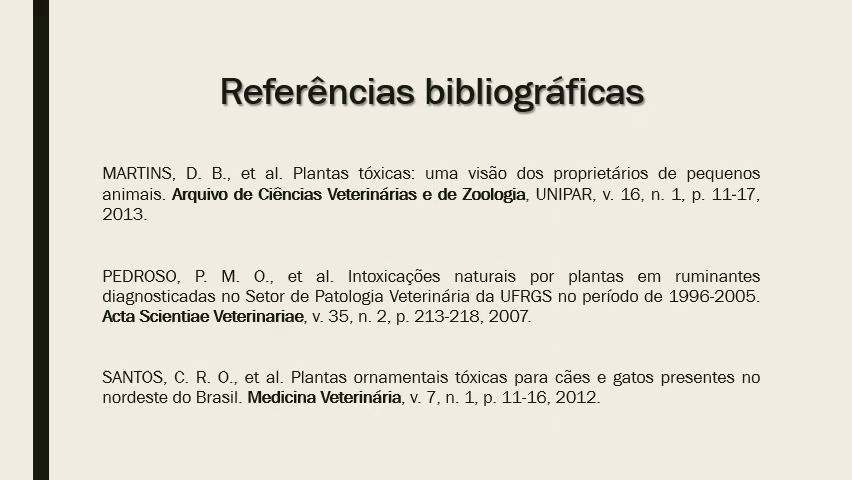 Referências bibliográficas
MARTINS, D. B., et al. Plantas tóxicas: uma visão dos proprietários de pequenos
animais. Arquivo de Ciências Veterinárias e de Zoologia, UNIPAR, v. 16, n. 1, p. 11-17,
2013.
PEDROSO, P. M. O., et al. Intoxicações naturais por plantas em ruminantes
diagnosticadas no Setor de Patologia Veterinária da UFRGS no período de 1996-2005.
Acta Scientiae Veterinariae, v. 35, n. 2, p. 213-218, 2007.
SANTOS, C. R. O., et al. Plantas ornamentais tóxicas para cães e gatos presentes no
nordeste do Brasil. Medicina Veterinária, v. 7, n. 1, p. 11-16, 2012.